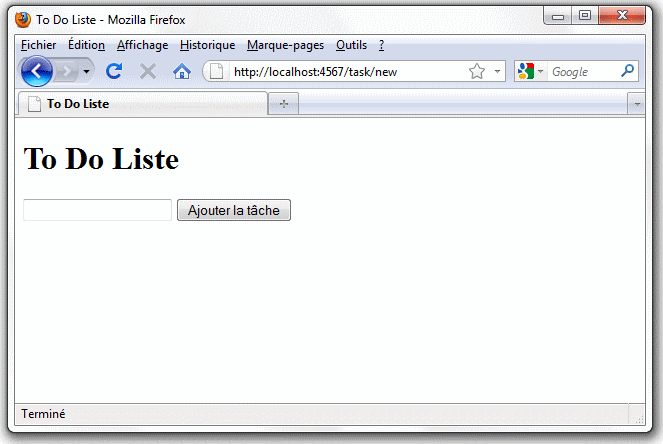 To Do Liste - Mozilla Firefox
Fichier Édition Affichage Historique Marque-pages Outils ?
http://localhost:4567/task/new Google
To Do Liste
To Do Liste
Ajouter la tâche
Terminé